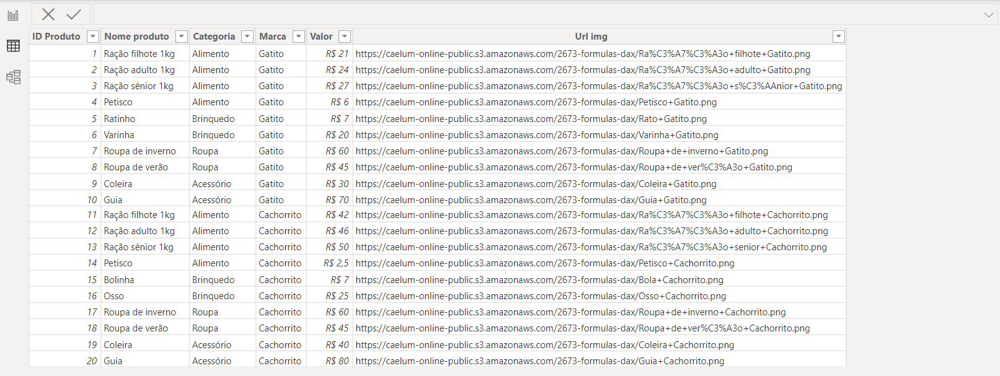 ID Produto Nome produto Categoria Marca Valor Url img
1 Ração filhote 1kg Alimento Gatito R$ 21 https://caelum-online-public.s3.amazonaws.com/2673-formulas-dax/Ra%C3%A7%C3%A3o+filhote+Gatito.png
2 Ração adulto 1kg Alimento Gatito R$ 24 https://caelum-online-public.s3.amazonaws.com/2673-formulas-dax/Ra%C3%A7%C3%A3o+adulto+Gatito.png
3 Ração sênior 1kg Alimento Gatito R$ 27 https://caelum-online-public.s3.amazonaws.com/2673-formulas-dax/Ra%C3%A7%C3%A3o+s%C3%AAnior+Gatito.png
4 Petisco Alimento Gatito R$ 6 https://caelum-online-public.s3.amazonaws.com/2673-formulas-dax/Petisco+Gatito.png
5 Ratinho Brinquedo Gatito R$ 7 https://caelum-online-public.s3.amazonaws.com/2673-formulas-dax/Rato+Gatito.png
6 Varinha Brinquedo Gatito R$ 20 https://caelum-online-public.s3.amazonaws.com/2673-formulas-dax/Varinha+Gatito.png
7 Roupa de inverno Roupa Gatito R$ 60 https://caelum-online-public.s3.amazonaws.com/2673-formulas-dax/Roupa+de+inverno+Gatito.png
8 Roupa de verão Roupa Gatito R$ 45 https://caelum-online-public.s3.amazonaws.com/2673-formulas-dax/Roupa+de+ver%C3%A3o+Gatito.png
9 Coleira Acessório Gatito R$ 30 https://caelum-online-public.s3.amazonaws.com/2673-formulas-dax/Coleira+Gatito.png
10 Guia Acessório Gatito R$ 70 https://caelum-online-public.s3.amazonaws.com/2673-formulas-dax/Guia+Gatito.png
11 Ração filhote 1kg Alimento Cachorrito R$ 42 https://caelum-online-public.s3.amazonaws.com/2673-formulas-dax/Ra%C3%A7%C3%A3o+filhote+Cachorrito.png
12 Ração adulto 1kg Alimento Cachorrito R$ 46 https://caelum-online-public.s3.amazonaws.com/2673-formulas-dax/Ra%C3%A7%C3%A3o+adulto+Cachorrito.png
13 Ração sênior 1kg Alimento Cachorrito R$ 50 https://caelum-online-public.s3.amazonaws.com/2673-formulas-dax/Ra%C3%A7%C3%A3o+senior+Cachorrito.png
14 Petisco Alimento Cachorrito R$ 2,5 https://caelum-online-public.s3.amazonaws.com/2673-formulas-dax/Petisco+Cachorrito.png
15 Bolinha Brinquedo Cachorrito R$ 7 https://caelum-online-public.s3.amazonaws.com/2673-formulas-dax/Bola+Cachorrito.png
16 Osso Brinquedo Cachorrito R$ 25 https://caelum-online-public.s3.amazonaws.com/2673-formulas-dax/Osso+Cachorrito.png
17 Roupa de inverno Roupa Cachorrito R$ 60 https://caelum-online-public.s3.amazonaws.com/2673-formulas-dax/Roupa+de+inverno+Cachorrito.png
18 Roupa de verão Roupa Cachorrito R$ 45 https://caelum-online-public.s3.amazonaws.com/2673-formulas-dax/Roupa+de+ver%C3%A3o+Cachorrito.png
19 Coleira Acessório Cachorrito R$ 40 https://caelum-online-public.s3.amazonaws.com/2673-formulas-dax/Coleira+Cachorrito.png
20 Guia Acessório Cachorrito R$ 80 https://caelum-online-public.s3.amazonaws.com/2673-formulas-dax/Guia+Cachorrito.png